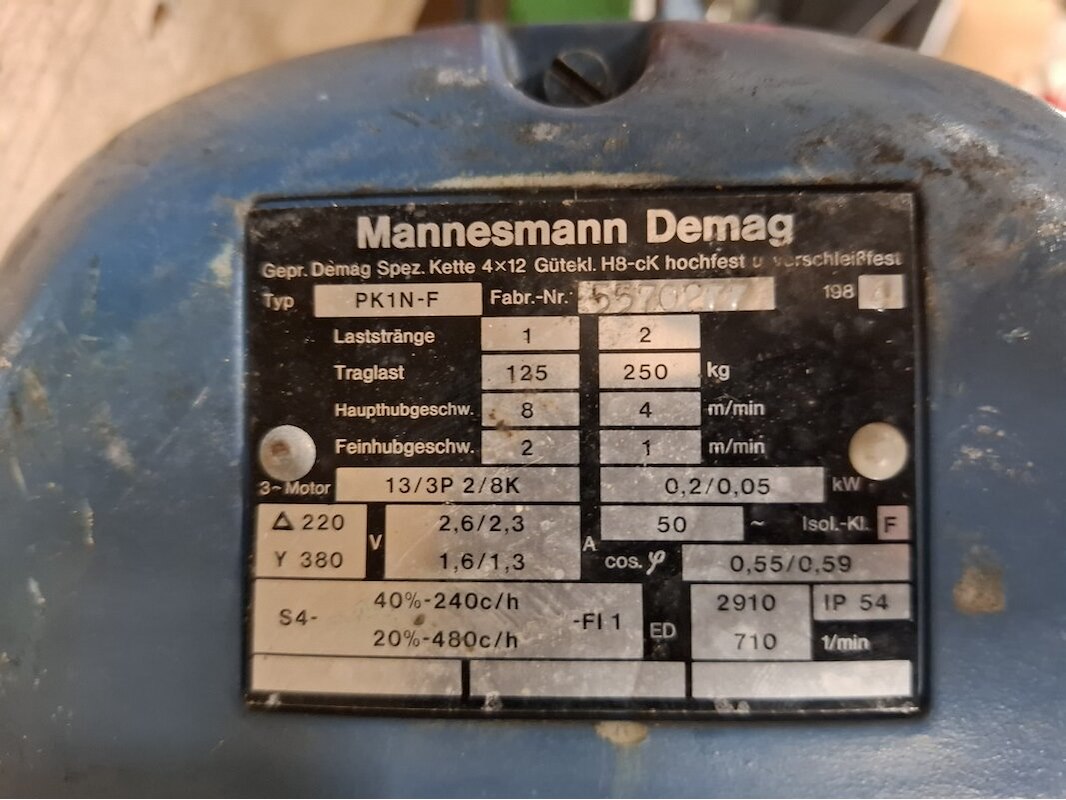 Mannesmann Demag
Gepr. Demag Spez. Kette 4×12 Gütekl. H8-cK hochfest u verschleißfest
Typ PK1N-F Fabr.-Nr. 198
Laststränge 1 2
Traglast 125 250 kg
Haupthubgeschw. 8 4 m/min
Feinhubgeschw. 2 1 m/min
3~Motor 13/3P 2/8K 0,2/0,05 kW
Δ 220 V 2,6/2,3 A 50 ~ Isol.-Kl. F
Y 380 1,6/1,3 cos. φ 0,55/0,59
S4- 40%-240c/h -FI 1 ED 2910 IP 54
20%-480c/h 710 1/min